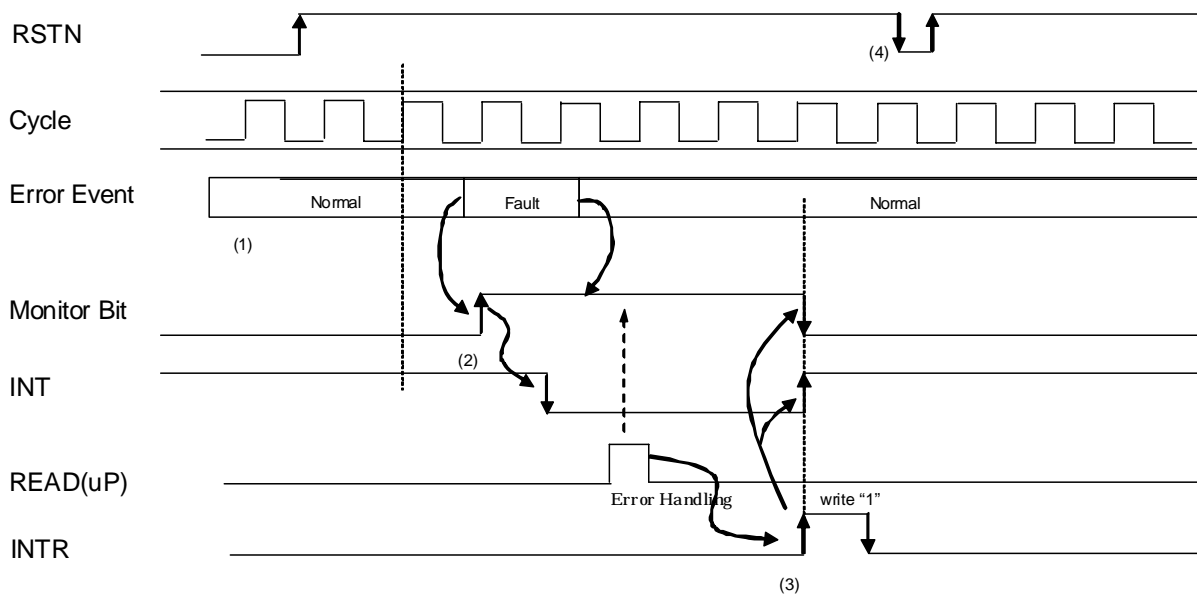 RSTN
(4)
Cycle
Error Event
Normal
Fault
Normal
(1)
Monitor Bit
(2)
INT
READ(uP)
Error Handling
write “1”
INTR
(3)